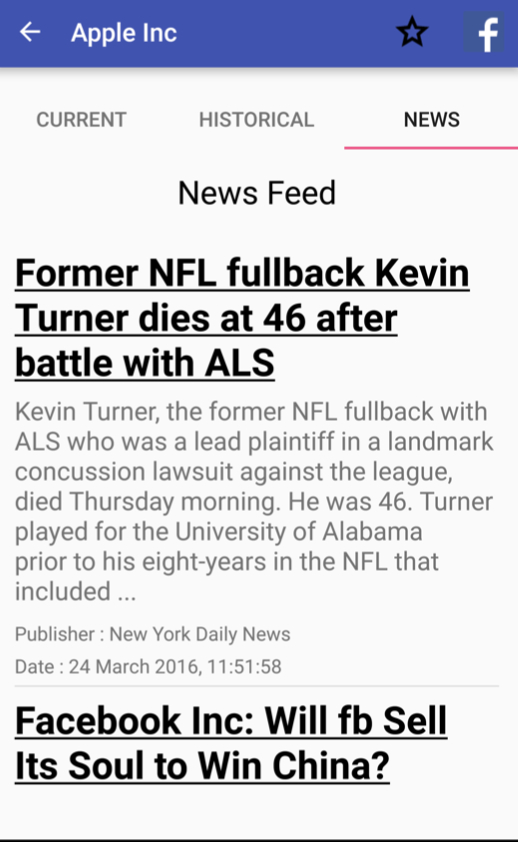 Apple Inc
f
CURRENT HISTORICAL NEWS
News Feed
Former NFL fullback Kevin
Turner dies at 46 after
battle with ALS
Kevin Turner, the former NFL fullback with
ALS who was a lead plaintiff in a landmark
concussion lawsuit against the league,
died Thursday morning. He was 46. Turner
played for the University of Alabama
prior to his eight-years in the NFL that
included ...
Publisher : New York Daily News
Date : 24 March 2016, 11:51:58
Facebook Inc: Will fb Sell
Its Soul to Win China?